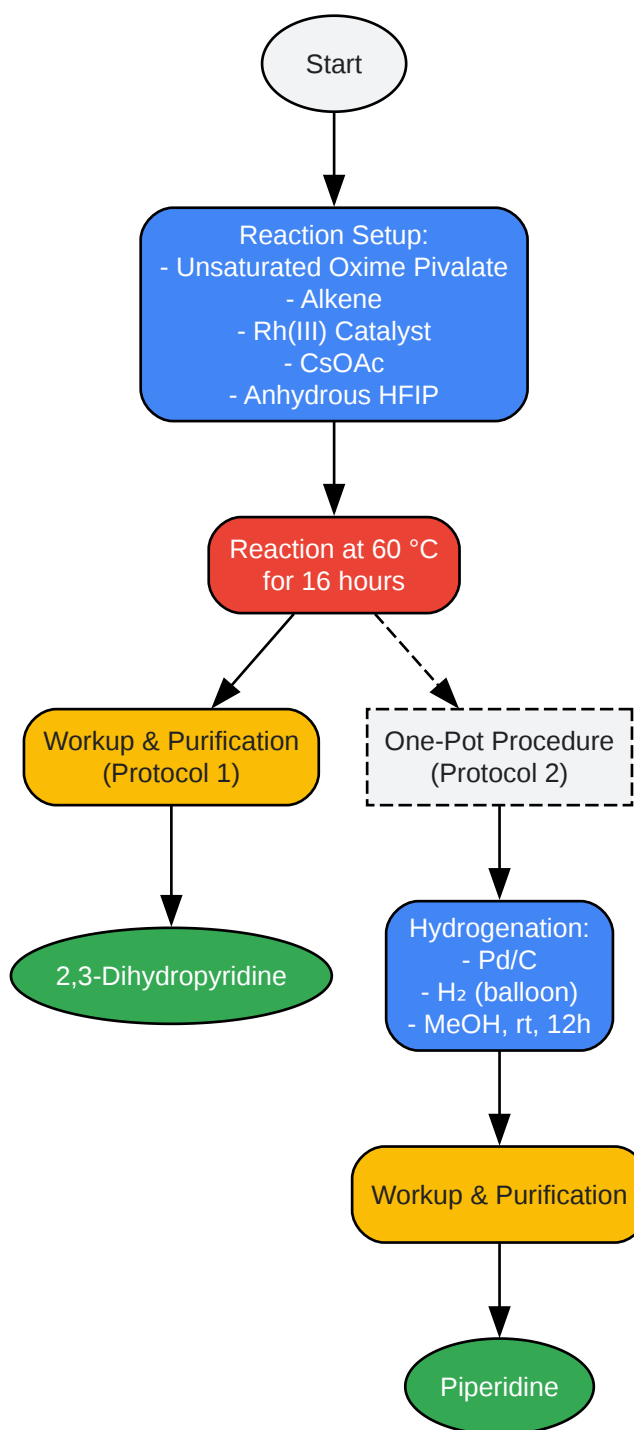 Start
Reaction Setup:
- Unsaturated Oxime Pivalate
- Alkene
- Rh(III) Catalyst
- CsOAc
- Anhydrous HFIP
Reaction at 60 °C
for 16 hours
Workup & Purification
(Protocol 1)
One-Pot Procedure
(Protocol 2)
2,3-Dihydropyridine
Hydrogenation:
- Pd/C
- H₂ (balloon)
- MeOH, rt, 12h
Workup & Purification
Piperidine